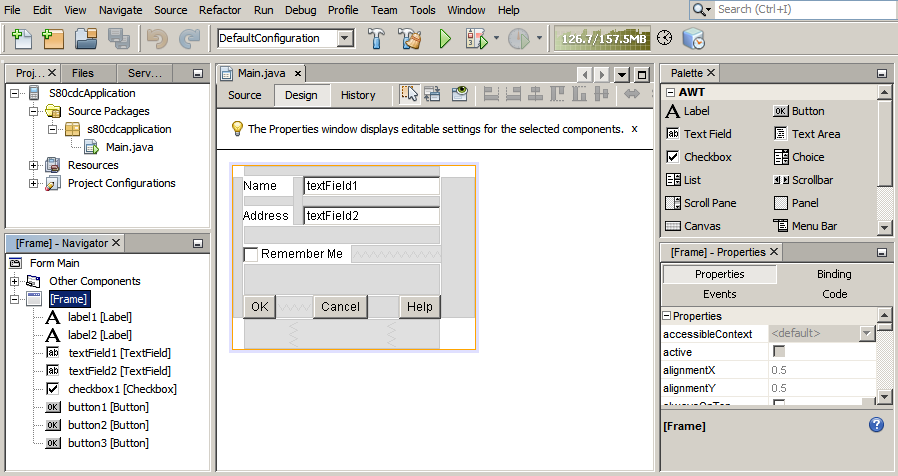 File Edit View Navigate Source Refactor Run Debug Profile Team Tools Window Help
Search (Ctrl+I)
DefaultConfiguration
126.7/157.5MB
Proj... Files Serv...
S80cdcApplication
Source Packages
s80cdcapplication
Main.java
Resources
Project Configurations
[Frame] - Navigator
Form Main
Other Components
[Frame]
label1 [Label]
label2 [Label]
textField1 [TextField]
textField2 [TextField]
checkbox1 [Checkbox]
button1 [Button]
button2 [Button]
button3 [Button]
Main.java
Source Design History
The Properties window displays editable settings for the selected components. x
Name textField1
Address textField2
Remember Me
OK Cancel Help
Palette
AWT
Label Button
Text Field Text Area
Checkbox Choice
List Scrollbar
Scroll Pane Panel
Canvas Menu Bar
[Frame] - Properties
Properties Binding
Events Code
Properties
accessibleContext <default>
active
alignmentX 0.5
alignmentY 0.5
alwaysOnTop
[Frame]